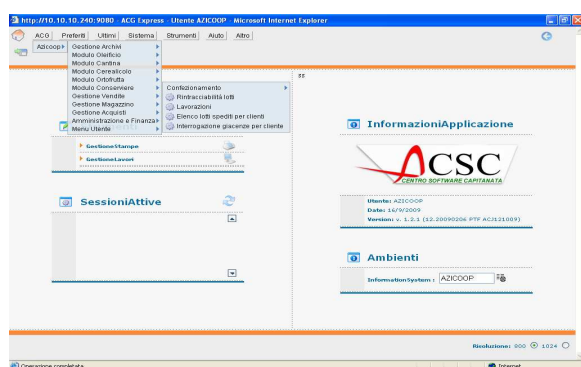 http://10.10.10.240:9080 - ACG Express - Utente AZICOOP - Microsoft Internet Explorer
ACG Preferiti Ultimi Sistema Strumenti Aiuto Altro
Azicoop
Gestione Archivi
Modulo Oleificio
Modulo Cantina
Modulo Cerealicolo
Modulo Ortofrutta
Modulo Conserviere
Gestione Vendite
Gestione Magazzino
Gestione Acquisti
Amministrazione e Finanza
Menu Utente
Confezionamento
Rintracciabilità lotti
Lavorazioni
Elenco lotti spediti per clienti
Interrogazione giacenze per cliente
GestioneStampe
GestioneLavori
SessioniAttive
InformazioniApplicazione
ACSC
CENTRO SOFTWARE CAPITANATA
Utente: AZICOOP
Date: 16/9/2009
Version: v. 1.2.1 (12.20090206 PTF ACJ121009)
Ambienti
InformationSystem : AZICOOP
Risoluzione: 800 1024
Operazione completata
Internet